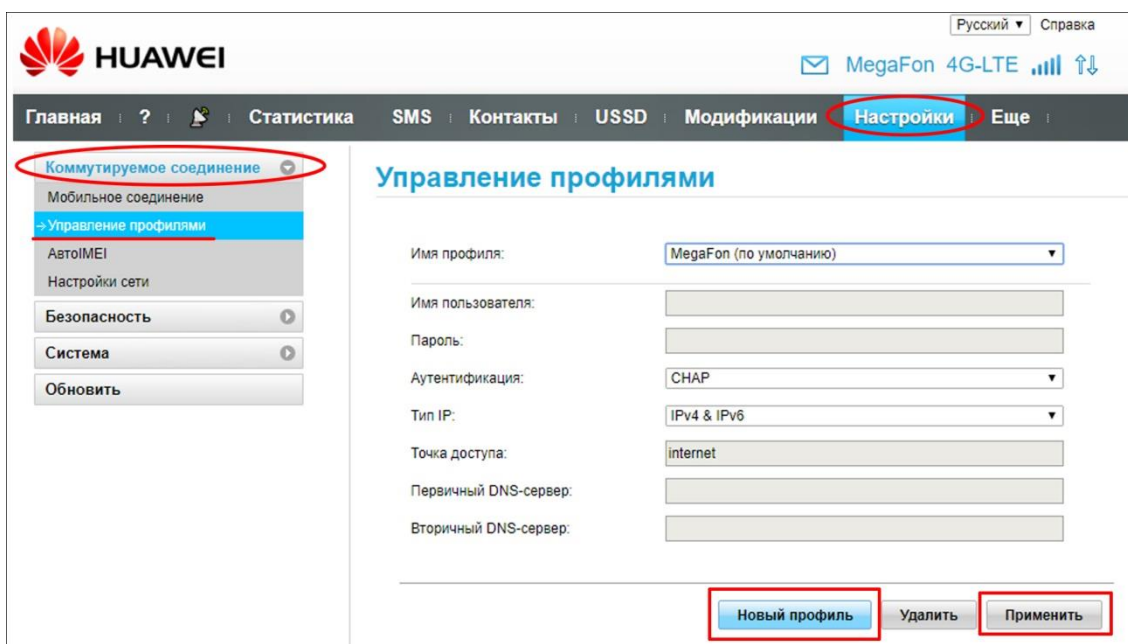 Русский Справка
HUAWEI
MegaFon 4G-LTE
Главная ? Статистика SMS Контакты USSD Модификации Настройки Еще
Коммутируемое соединение
Мобильное соединение
Управление профилями
АвтоIMEI
Настройки сети
Безопасность
Система
Обновить
Управление профилями
Имя профиля: MegaFon (по умолчанию)
Имя пользователя:
Пароль:
Аутентификация: CHAP
Тип IP: IPv4 & IPv6
Точка доступа: internet
Первичный DNS-сервер:
Вторичный DNS-сервер:
Новый профиль Удалить Применить